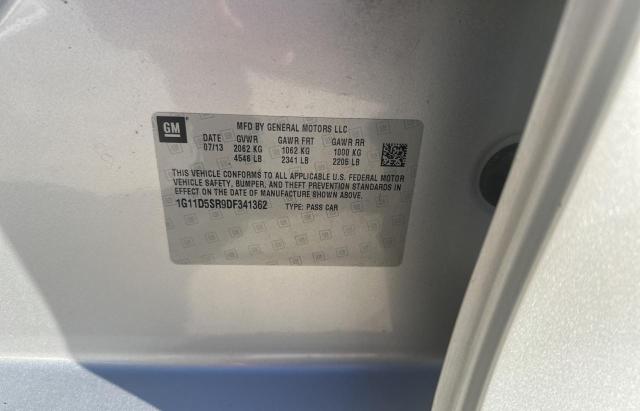 GM
MFD BY GENERAL MOTORS LLC
DATE GVWR GAWR FRT GAWR RR
07/13 2062 KG 1062 KG 1000 KG
4546 LB 2341 LB 2205 LB
THIS VEHICLE CONFORMS TO ALL APPLICABLE U.S. FEDERAL MOTOR
VEHICLE SAFETY, BUMPER, AND THEFT PREVENTION STANDARDS IN
EFFECT ON THE DATE OF MANUFACTURE SHOWN ABOVE.
1G11D5SR9DF341362 TYPE: PASS CAR